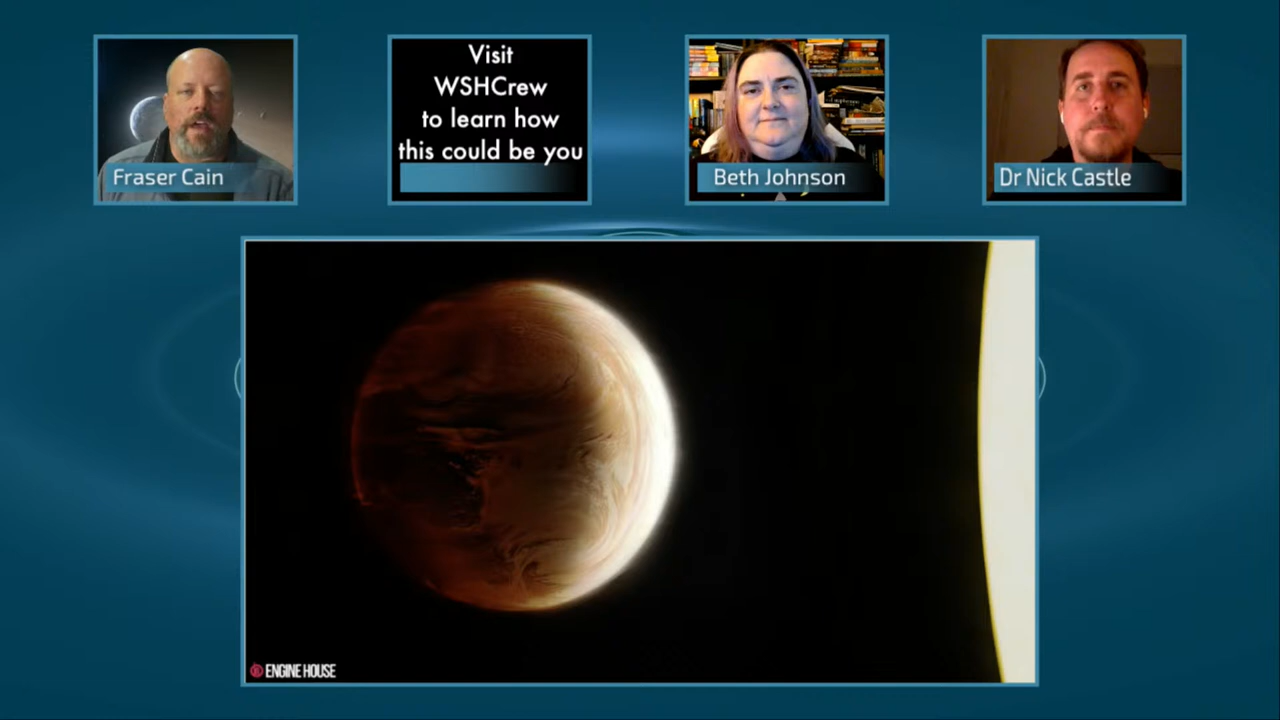 Visit
WSHCrew
to learn how
this could be you
Fraser Cain
Beth Johnson
Dr Nick Castle
ENGINE HOUSE